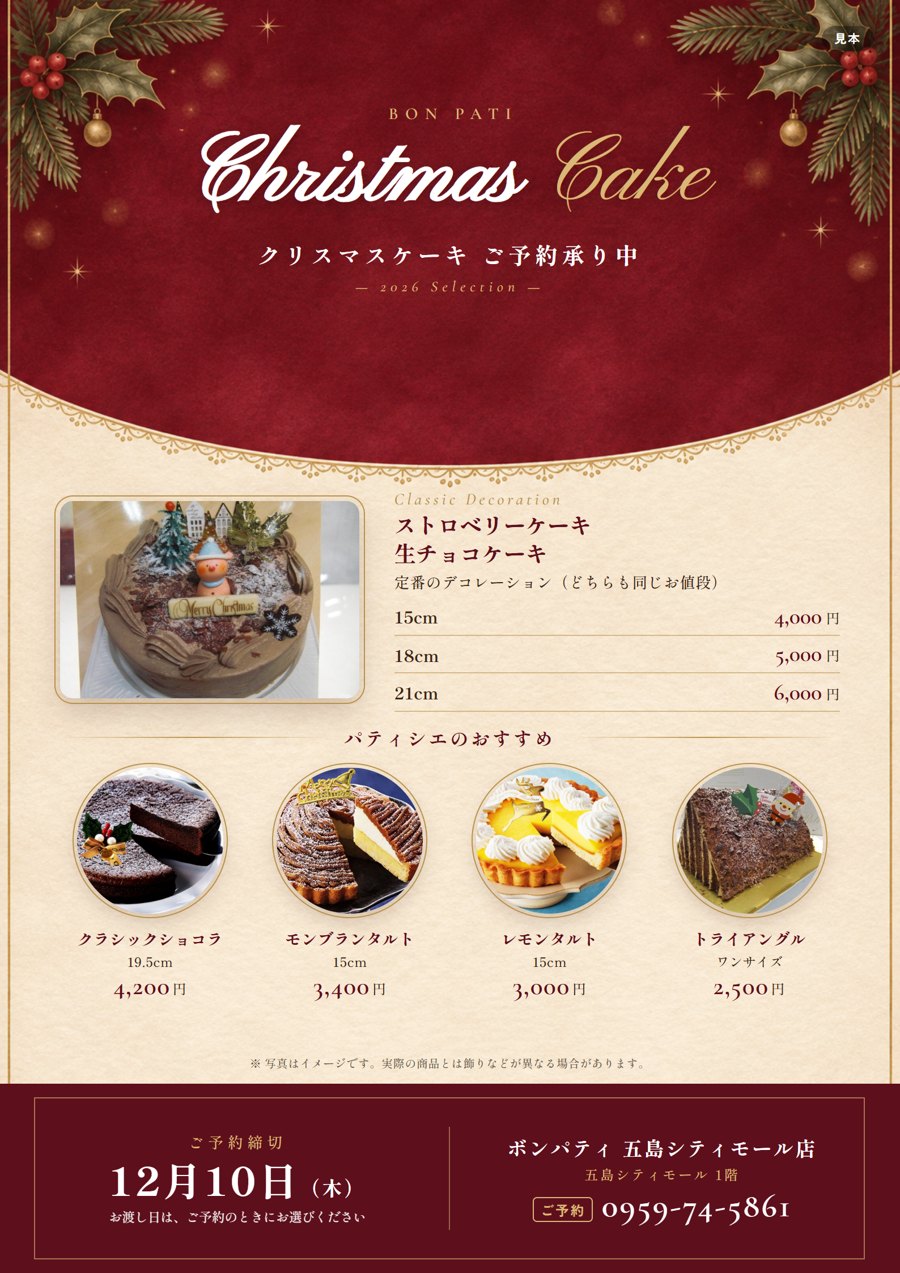 見本
BON PATI
Christmas Cake
クリスマスケーキ ご予約承り中
— 2026 Selection —
Classic Decoration
ストロベリーケーキ
生チョコケーキ
定番のデコレーション（どちらも同じお値段）
15cm 4,000 円
18cm 5,000 円
21cm 6,000 円
Merry Christmas
パティシエのおすすめ
クラシックショコラ
19.5cm
4,200円
モンブランタルト
15cm
3,400円
レモンタルト
15cm
3,000円
トライアングル
ワンサイズ
2,500円
※ 写真はイメージです。実際の商品とは飾りなどが異なる場合があります。
ご予約締切
12月10日（木）
お渡し日は、ご予約のときにお選びください
ボンパティ 五島シティモール店
五島シティモール 1階
ご予約 0959-74-5861